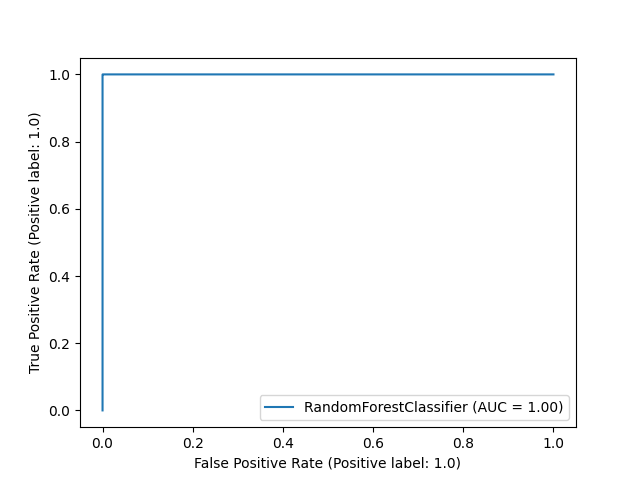 1.0
0.8
0.6
0.4
0.2
0.0
True Positive Rate (Positive label: 1.0)
RandomForestClassifier (AUC = 1.00)
0.0 0.2 0.4 0.6 0.8 1.0
False Positive Rate (Positive label: 1.0)